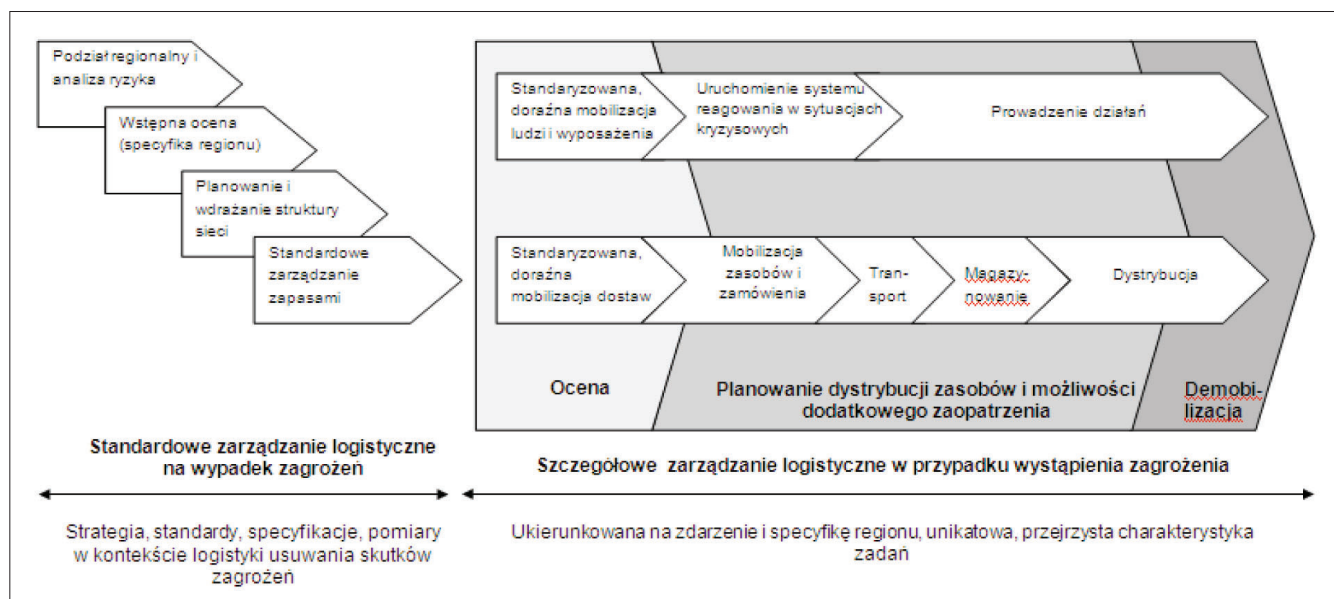 Podział regionalny i
analiza ryzyka
Wstępna ocena
(specyfika regionu)
Planowanie i
wdrażanie struktury
sieci
Standardowe
zarządzanie
zapasami
Standaryzowana,
doraźna mobilizacja
ludzi i wyposażenia
Uruchomienie systemu
reagowania w sytuacjach
kryzysowych
Prowadzenie działań
Standaryzowana,
doraźna
mobilizacja dostaw
Mobilizacja
zasobów i
zamówienia
Tran-
sport
Magazy-
nowanie
Dystrybucja
Ocena
Planowanie dystrybucji zasobów i możliwości
dodatkowego zaopatrzenia
Demobi-
lizacja
Standardowe zarządzanie logistyczne
na wypadek zagrożeń
Szczegółowe zarządzanie logistyczne w przypadku wystąpienia zagrożenia
Strategia, standardy, specyfikacje, pomiary
w kontekście logistyki usuwania skutków
zagrożeń
Ukierunkowana na zdarzenie i specyfikę regionu, unikatowa, przejrzysta charakterystyka
zadań